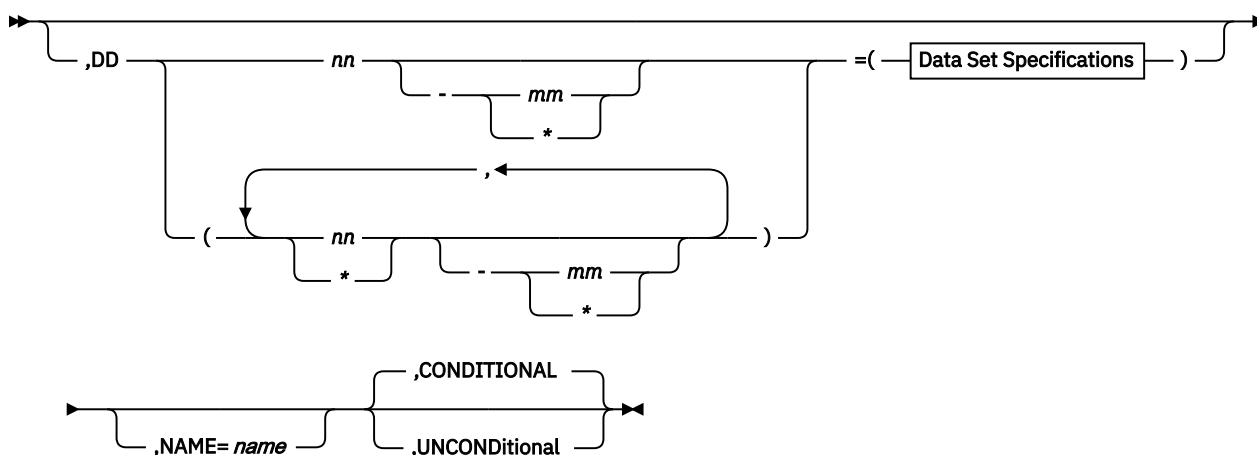 ,DD nn =( Data Set Specifications )
- mm
*
,
( nn )
*
- mm
*
,CONDITIONAL
,NAME= name
,UNCONDitional